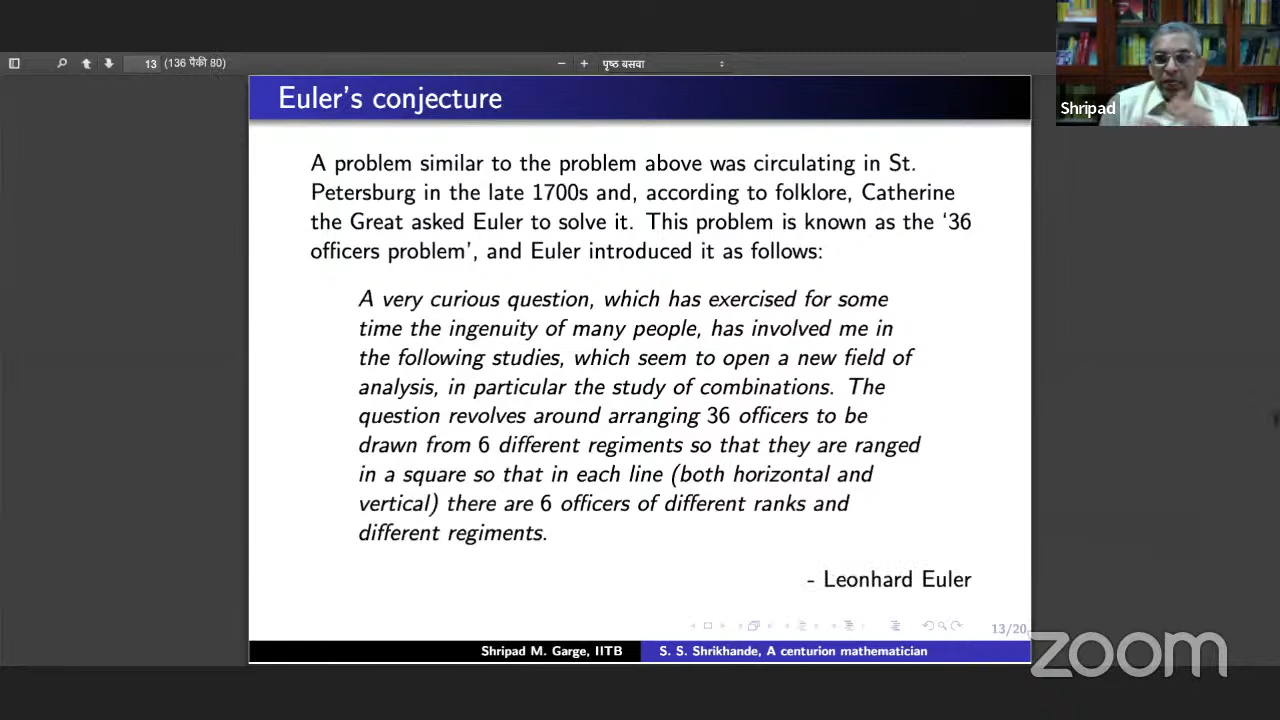 Shripad
13 (136 पैकी 80)
पृष्ठ बसवा
Euler's conjecture
A problem similar to the problem above was circulating in St.
Petersburg in the late 1700s and, according to folklore, Catherine
the Great asked Euler to solve it. This problem is known as the ‘36
officers problem’, and Euler introduced it as follows:
A very curious question, which has exercised for some
time the ingenuity of many people, has involved me in
the following studies, which seem to open a new field of
analysis, in particular the study of combinations. The
question revolves around arranging 36 officers to be
drawn from 6 different regiments so that they are ranged
in a square so that in each line (both horizontal and
vertical) there are 6 officers of different ranks and
different regiments.
- Leonhard Euler
13/20
Shripad M. Garge, IITB
S. S. Shrikhande, A centurion mathematician
zoom